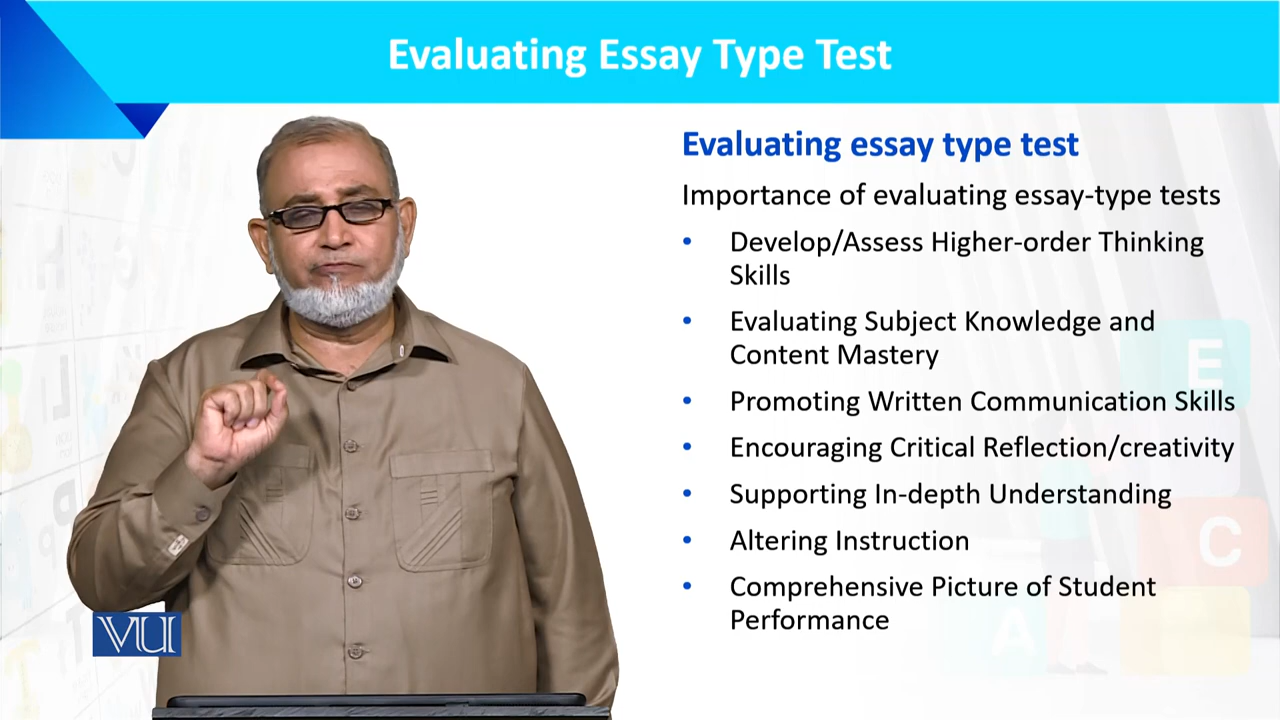 Evaluating Essay Type Test
Evaluating essay type test
Importance of evaluating essay-type tests
• Develop/Assess Higher-order Thinking
Skills
• Evaluating Subject Knowledge and
Content Mastery
• Promoting Written Communication Skills
• Encouraging Critical Reflection/creativity
• Supporting In-depth Understanding
• Altering Instruction
• Comprehensive Picture of Student
Performance
VU
E
C
A